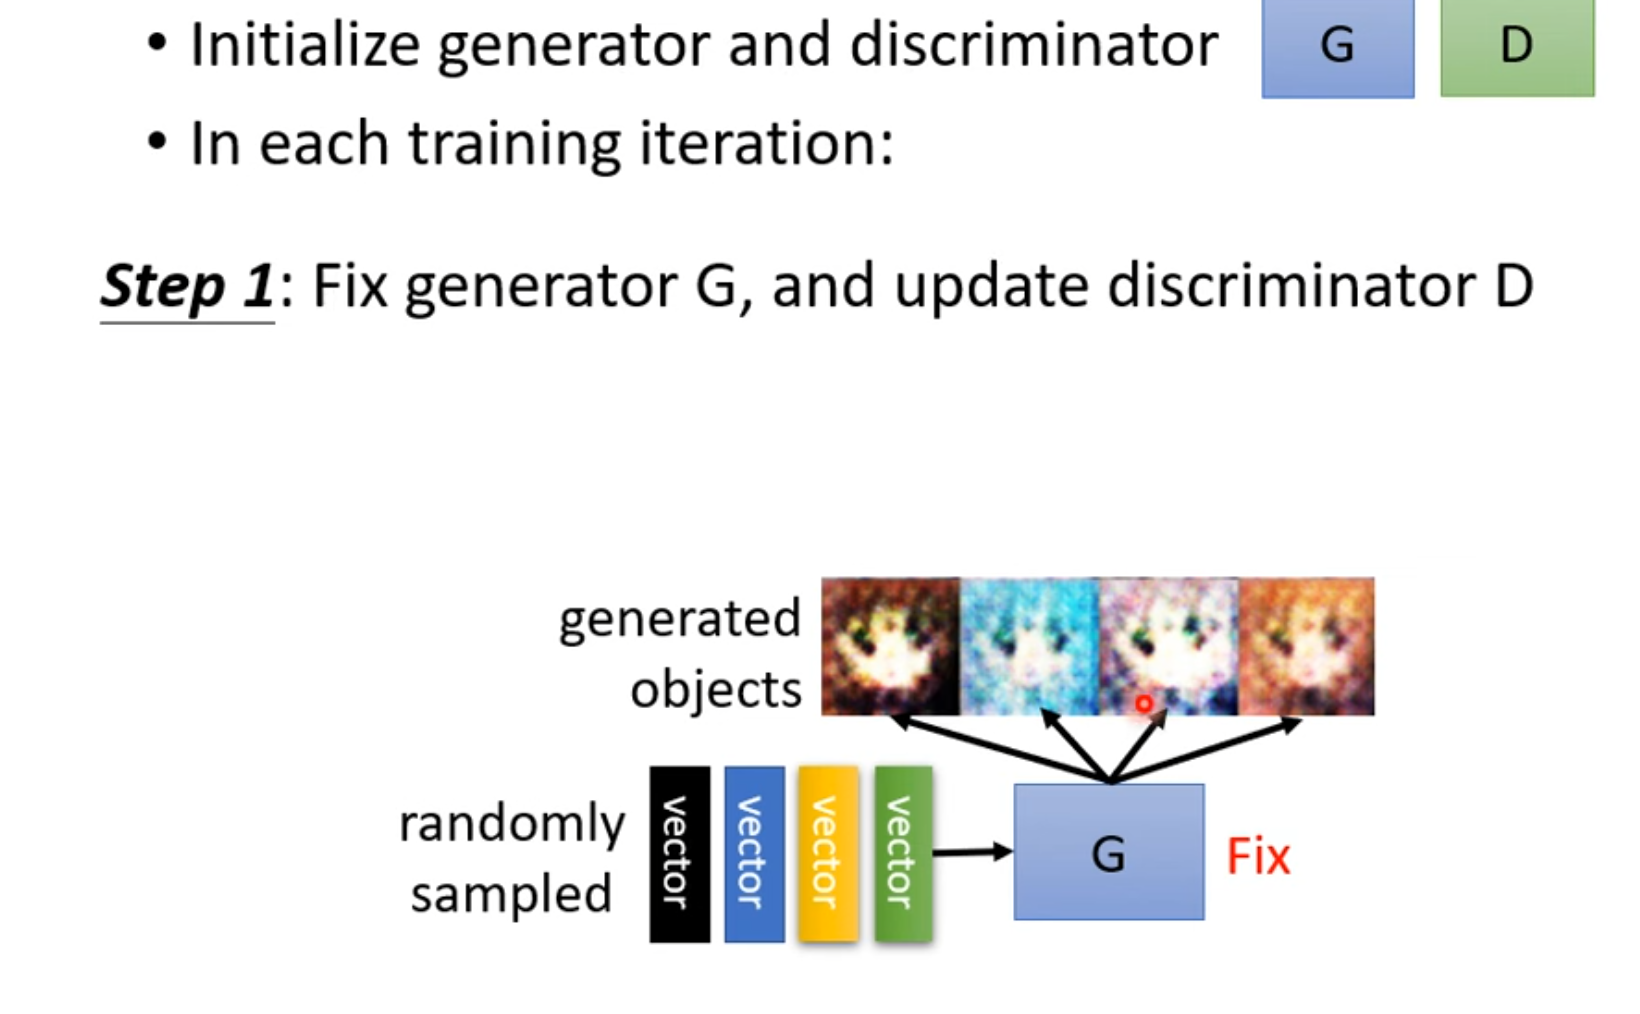 • Initialize generator and discriminator G D
• In each training iteration:
Step 1: Fix generator G, and update discriminator D
generated
objects
randomly
sampled
vector
vector
vector
vector
G
Fix